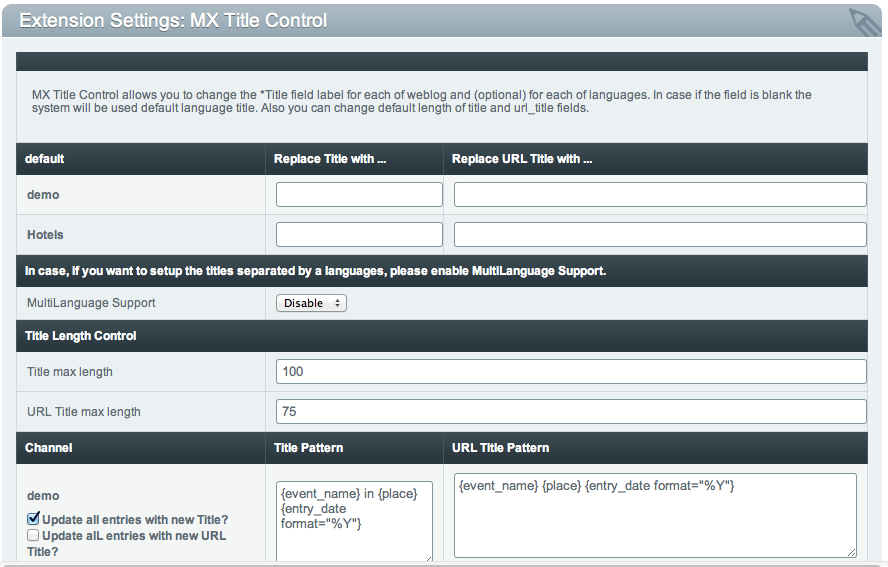 Extension Settings: MX Title Control
MX Title Control allows you to change the *Title field label for each of weblog and (optional) for each of languages. In case if the field is blank the
system will be used default language title. Also you can change default length of title and url_title fields.
default Replace Title with ... Replace URL Title with ...
demo
Hotels
In case, if you want to setup the titles separated by a languages, please enable MultiLanguage Support.
MultiLanguage Support Disable
Title Length Control
Title max length 100
URL Title max length 75
Channel Title Pattern URL Title Pattern
demo
Update all entries with new Title?
Update alL entries with new URL
Title?
{event_name} in {place}
{entry_date
format="%Y"}
{event_name} {place} {entry_date format="%Y"}